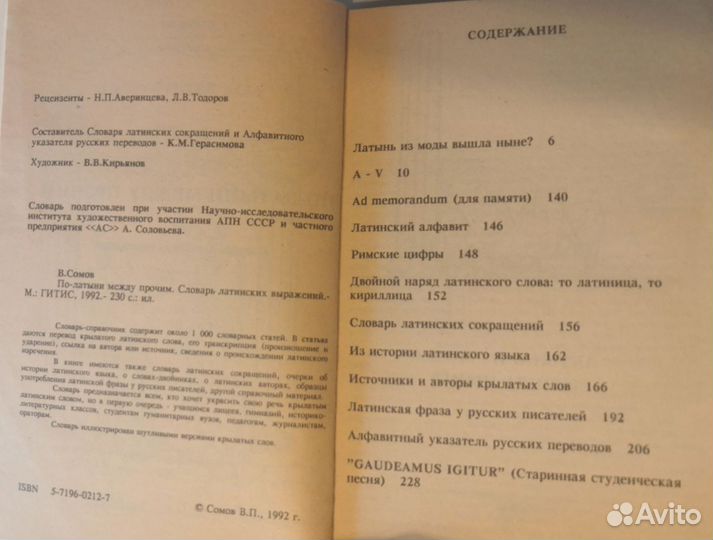 Рецензенты - Н.П.Аверинцева, Л.В.Тодоров
Составитель Словаря латинских сокращений и Алфавитного
указателя русских переводов - К.М.Герасимова
Художник - В.В.Кирьянов
Словарь подготовлен при участии Научно-исследовательского
института художественного воспитания АПН СССР и частного
предприятия <<АС>> А. Соловьева.
В.Сомов
По-латыни между прочим. Словарь латинских выражений.-
М.: ГИТИС, 1992.- 230 с.: ил.
Словарь-справочник содержит около 1 000 словарных статей. В статьях
даются перевод крылатого латинского слова, его транскрипция (произношение и
ударение), ссылка на автора или источник, сведения о происхождении латинского
наречения.
В книге имеются также словарь латинских сокращений, очерки об
истории латинского языка, о словах-двойниках, о латинских авторах, образцы
употребления латинской фразы у русских писателей, другой справочный материал.
Словарь предназначается всем, кто хочет украсить свою речь крылатым
латинским словом, но в первую очередь - учащимся лицеев, гимназий, историко-
литературных классов, студентам гуманитарных вузов, педагогам, журналистам,
ораторам.
Словарь иллюстрирован шутливыми версиями крылатых слов.
ISBN 5-7196-0212-7
© Сомов В.П., 1992 г.
СОДЕРЖАНИЕ
Латынь из моды вышла ныне? 6
A - V 10
Ad memorandum (для памяти) 140
Латинский алфавит 146
Римские цифры 148
Двойной наряд латинского слова: то латиница, то
кириллица 152
Словарь латинских сокращений 156
Из истории латинского языка 162
Источники и авторы крылатых слов 166
Латинская фраза у русских писателей 192
Алфавитный указатель русских переводов 206
"GAUDEAMUS IGITUR" (Старинная студенческая
песня) 228
Avito